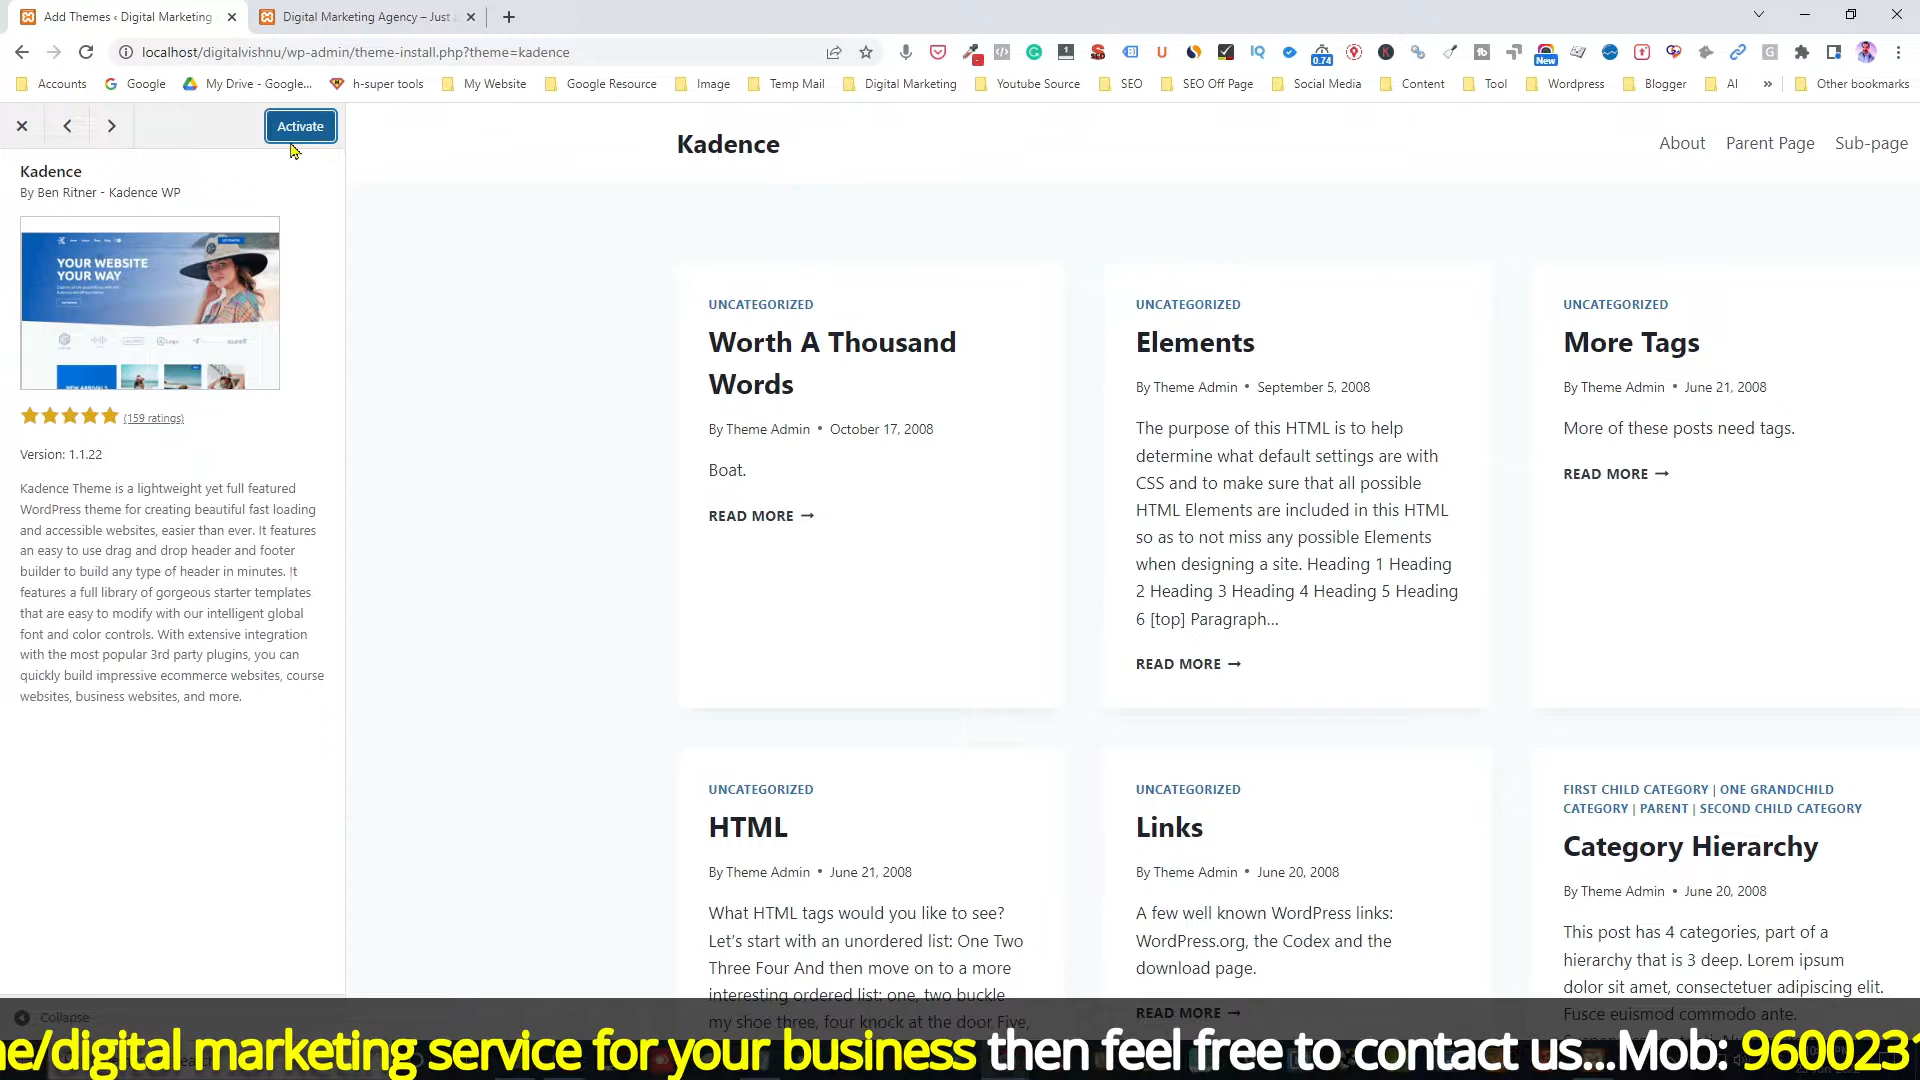 Add Themes ‹ Digital Marketing
Digital Marketing Agency – Just
localhost/digitalvishnu/wp-admin/theme-install.php?theme=kadence
0.74
New
Accounts
Google
My Drive - Google...
h-super tools
My Website
Google Resource
Image
Temp Mail
Digital Marketing
Youtube Source
SEO
SEO Off Page
Social Media
Content
Tool
Wordpress
Blogger
AI
»
Other bookmarks
Activate
Kadence
By Ben Ritner - Kadence WP
YOUR WEBSITE
YOUR WAY
NEW ARRIVALS
(159 ratings)
Version: 1.1.22
Kadence Theme is a lightweight yet full featured
WordPress theme for creating beautiful fast loading
and accessible websites, easier than ever. It features
an easy to use drag and drop header and footer
builder to build any type of header in minutes. It
features a full library of gorgeous starter templates
that are easy to modify with our intelligent global
font and color controls. With extensive integration
with the most popular 3rd party plugins, you can
quickly build impressive ecommerce websites, course
websites, business websites, and more.
Collapse
Kadence
About
Parent Page
Sub-page
UNCATEGORIZED
Worth A Thousand
Words
By Theme Admin • October 17, 2008
Boat.
READ MORE →
UNCATEGORIZED
Elements
By Theme Admin • September 5, 2008
The purpose of this HTML is to help
determine what default settings are with
CSS and to make sure that all possible
HTML Elements are included in this HTML
so as to not miss any possible Elements
when designing a site. Heading 1 Heading
2 Heading 3 Heading 4 Heading 5 Heading
6 [top] Paragraph...
READ MORE →
UNCATEGORIZED
More Tags
By Theme Admin • June 21, 2008
More of these posts need tags.
READ MORE →
UNCATEGORIZED
HTML
By Theme Admin • June 21, 2008
What HTML tags would you like to see?
Let's start with an unordered list: One Two
Three Four And then move on to a more
interesting ordered list: one, two buckle
my shoe three, four knock at the door Five,
UNCATEGORIZED
Links
By Theme Admin • June 20, 2008
A few well known WordPress links:
WordPress.org, the Codex and the
download page.
READ MORE →
FIRST CHILD CATEGORY | ONE GRANDCHILD
CATEGORY | PARENT | SECOND CHILD CATEGORY
Category Hierarchy
By Theme Admin • June 20, 2008
This post has 4 categories, part of a
hierarchy that is 3 deep. Lorem ipsum
dolor sit amet, consectetuer adipiscing elit.
Fusce euismod commodo ante.
ne/digital marketing service for your business then feel free to contact us...Mob: 9600231